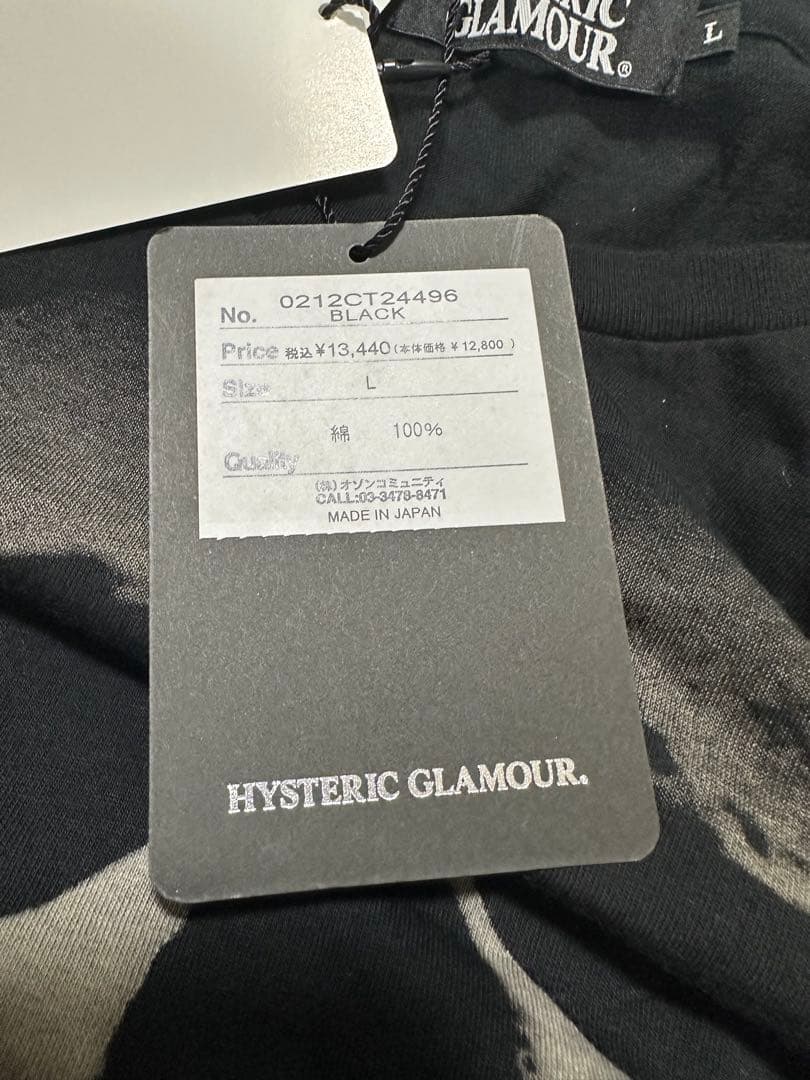 GLAMOUR®
L
No. 0212CT24496
BLACK
Price 税込¥13,440(本体価格 ¥12,800 )
Size L
綿 100%
Quality
(株)オゾンコミュニティ
CALL:03-3478-8471
MADE IN JAPAN
HYSTERIC GLAMOUR.